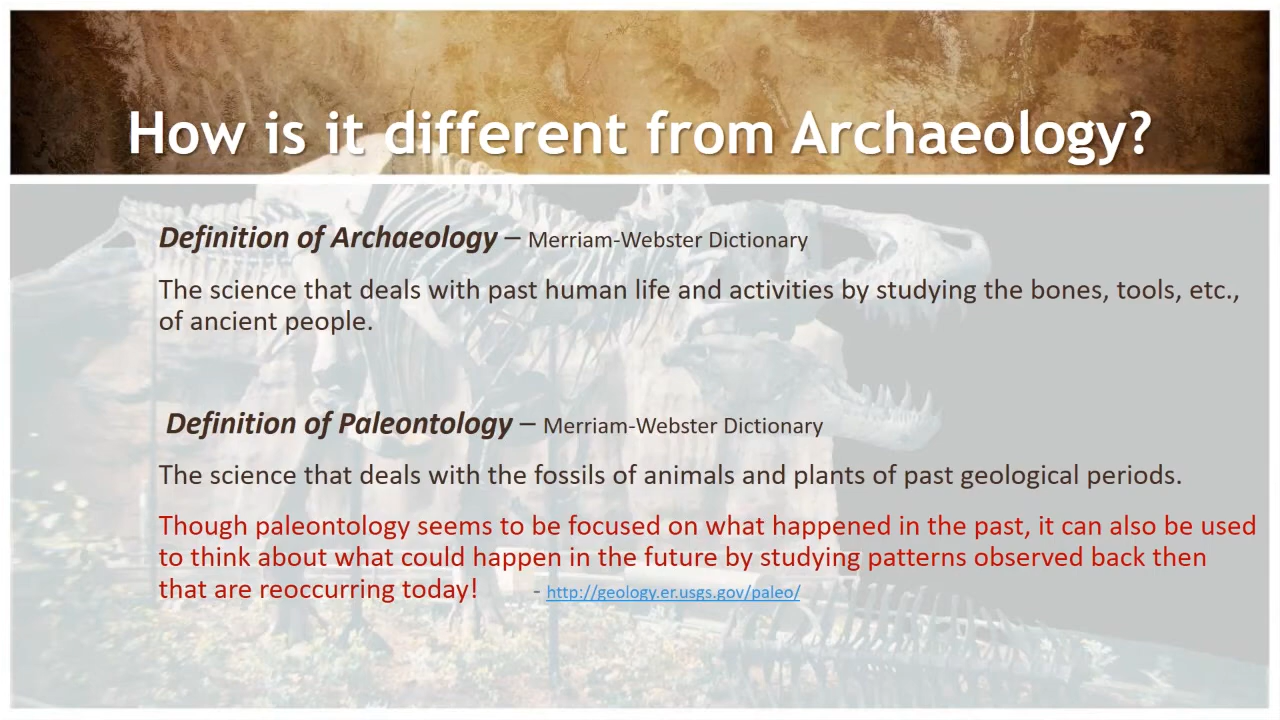 How is it different from Archaeology?
Definition of Archaeology – Merriam-Webster Dictionary
The science that deals with past human life and activities by studying the bones, tools, etc.,
of ancient people.
Definition of Paleontology – Merriam-Webster Dictionary
The science that deals with the fossils of animals and plants of past geological periods.
Though paleontology seems to be focused on what happened in the past, it can also be used
to think about what could happen in the future by studying patterns observed back then
that are reoccurring today! - http://geology.er.usgs.gov/paleo/